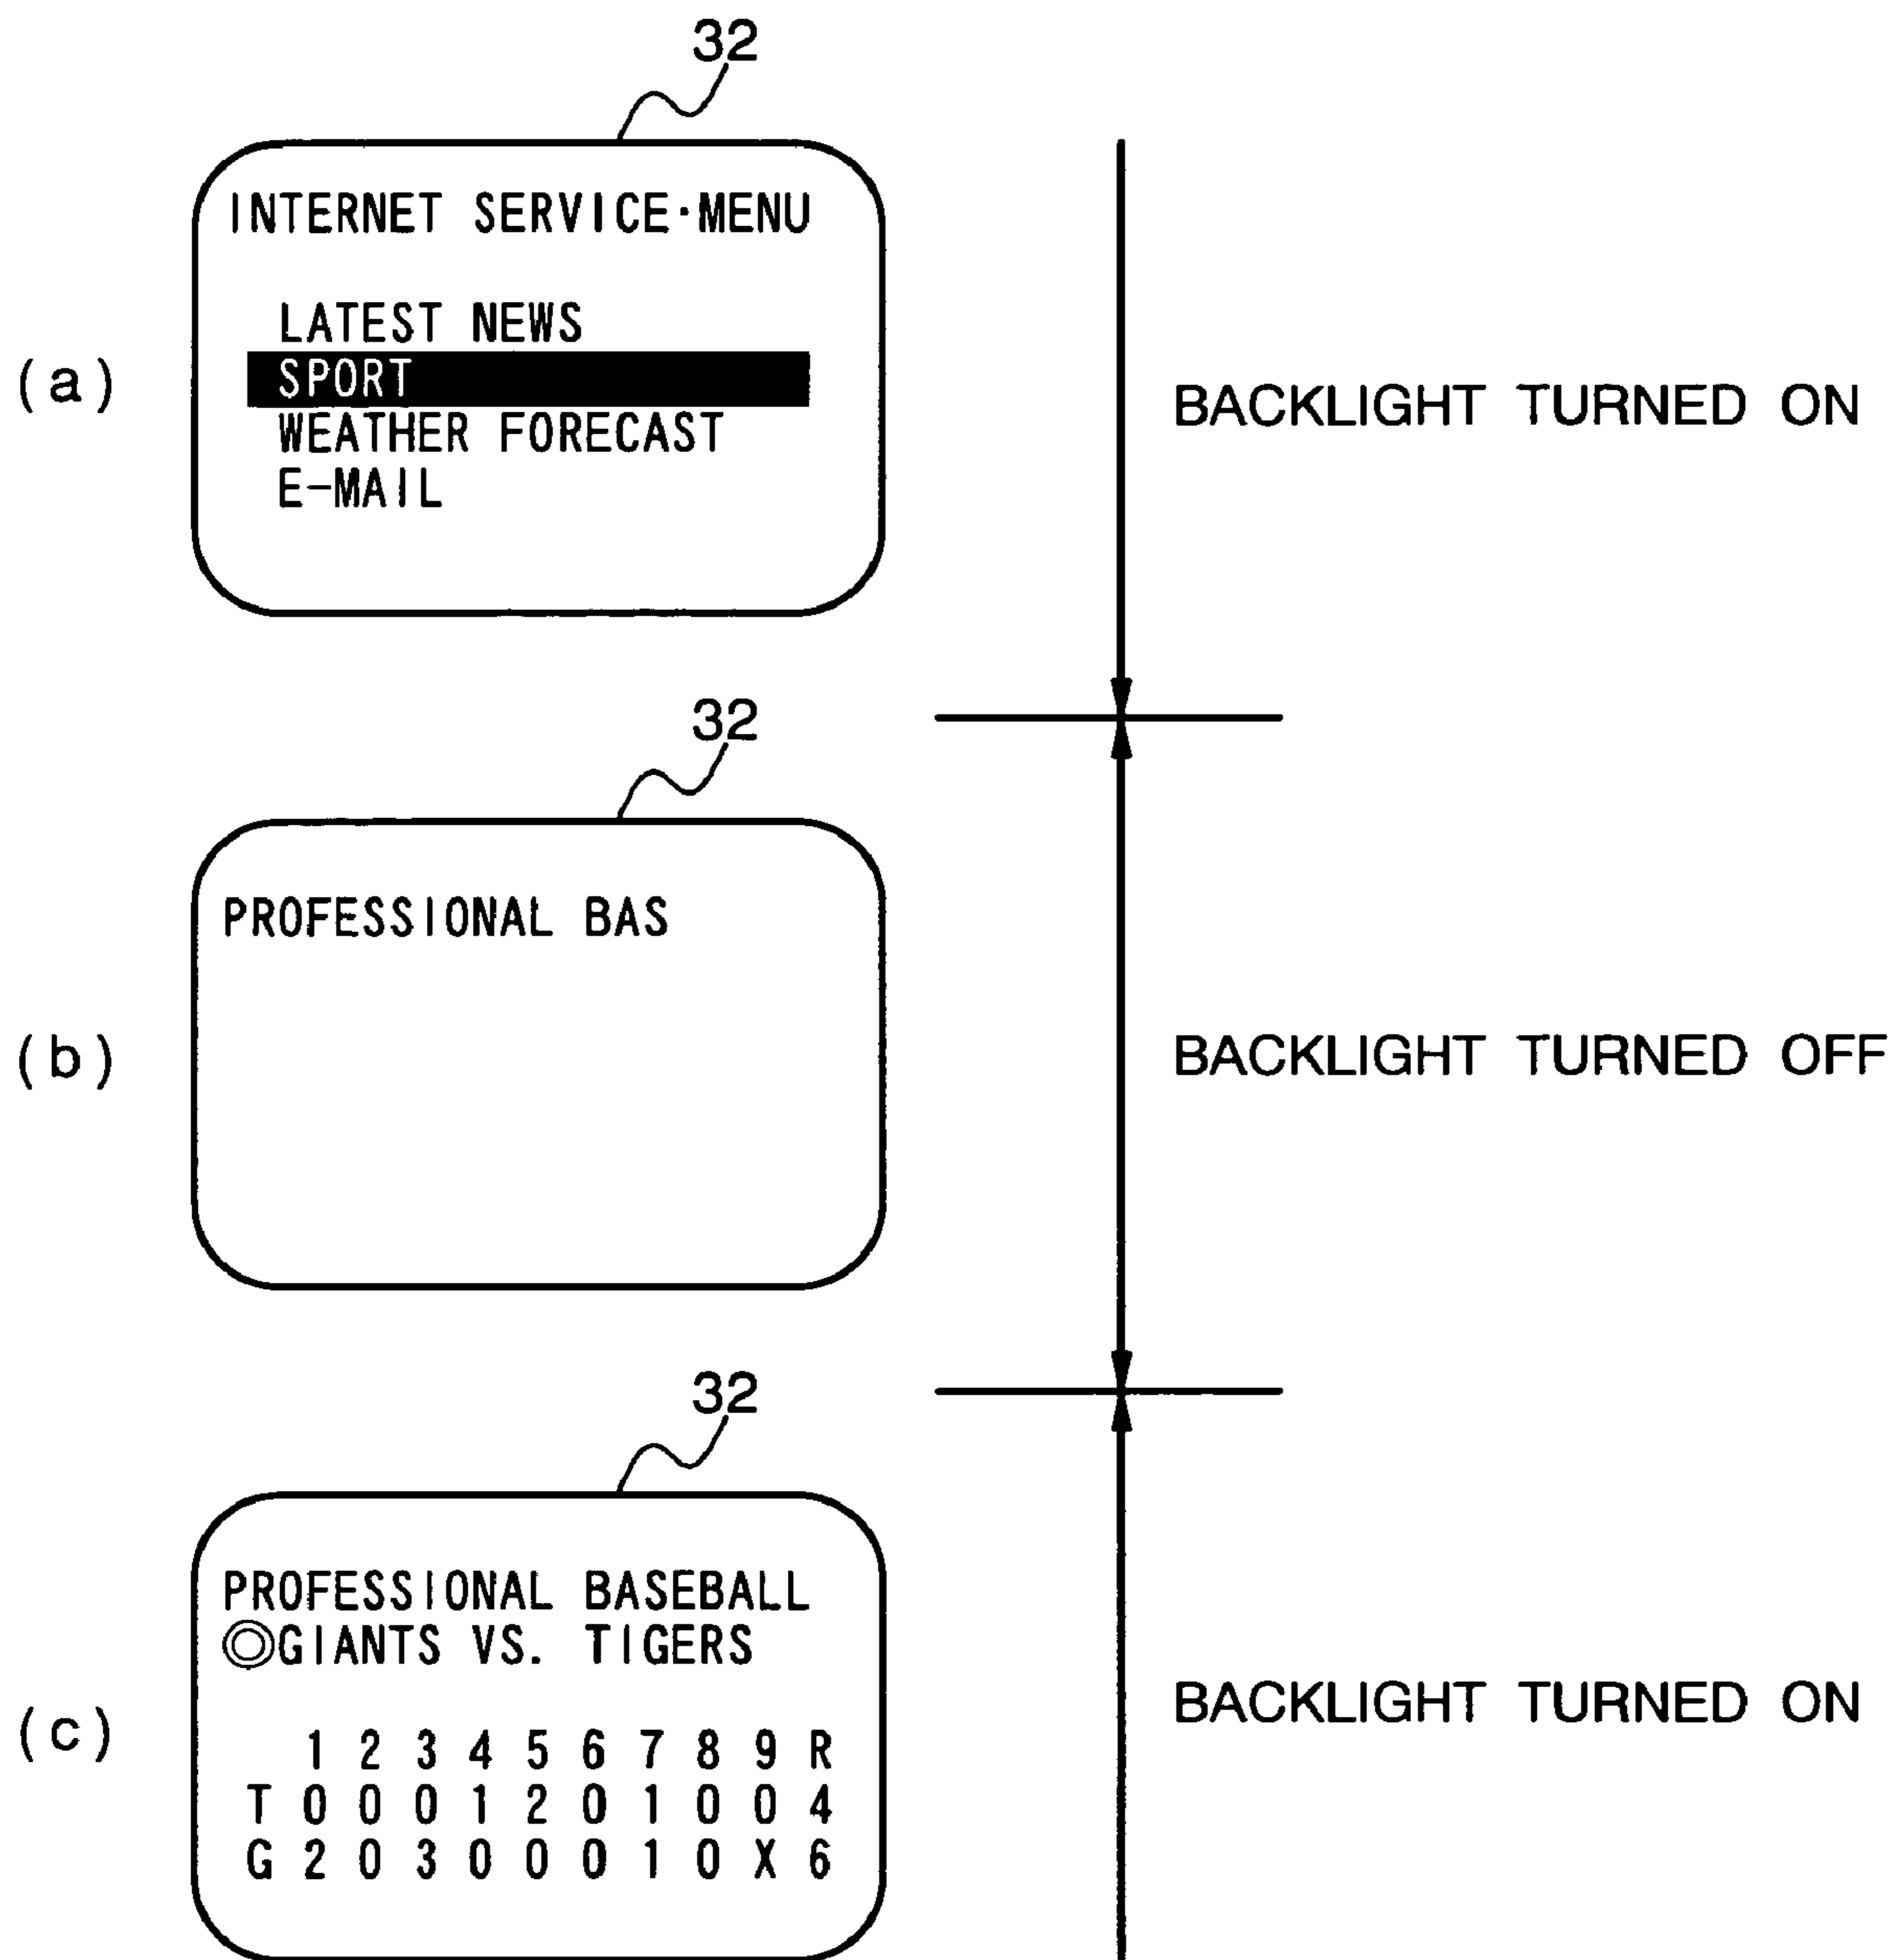 32
INTERNET SERVICE·MENU
LATEST NEWS
SPORT
WEATHER FORECAST
E-MAIL
(a)
BACKLIGHT TURNED ON
32
PROFESSIONAL BAS
(b)
BACKLIGHT TURNED OFF
32
PROFESSIONAL BASEBALL
◎GIANTS VS. TIGERS
1 2 3 4 5 6 7 8 9 R
T 0 0 0 1 2 0 1 0 0 4
G 2 0 3 0 0 0 1 0 X 6
(c)
BACKLIGHT TURNED ON